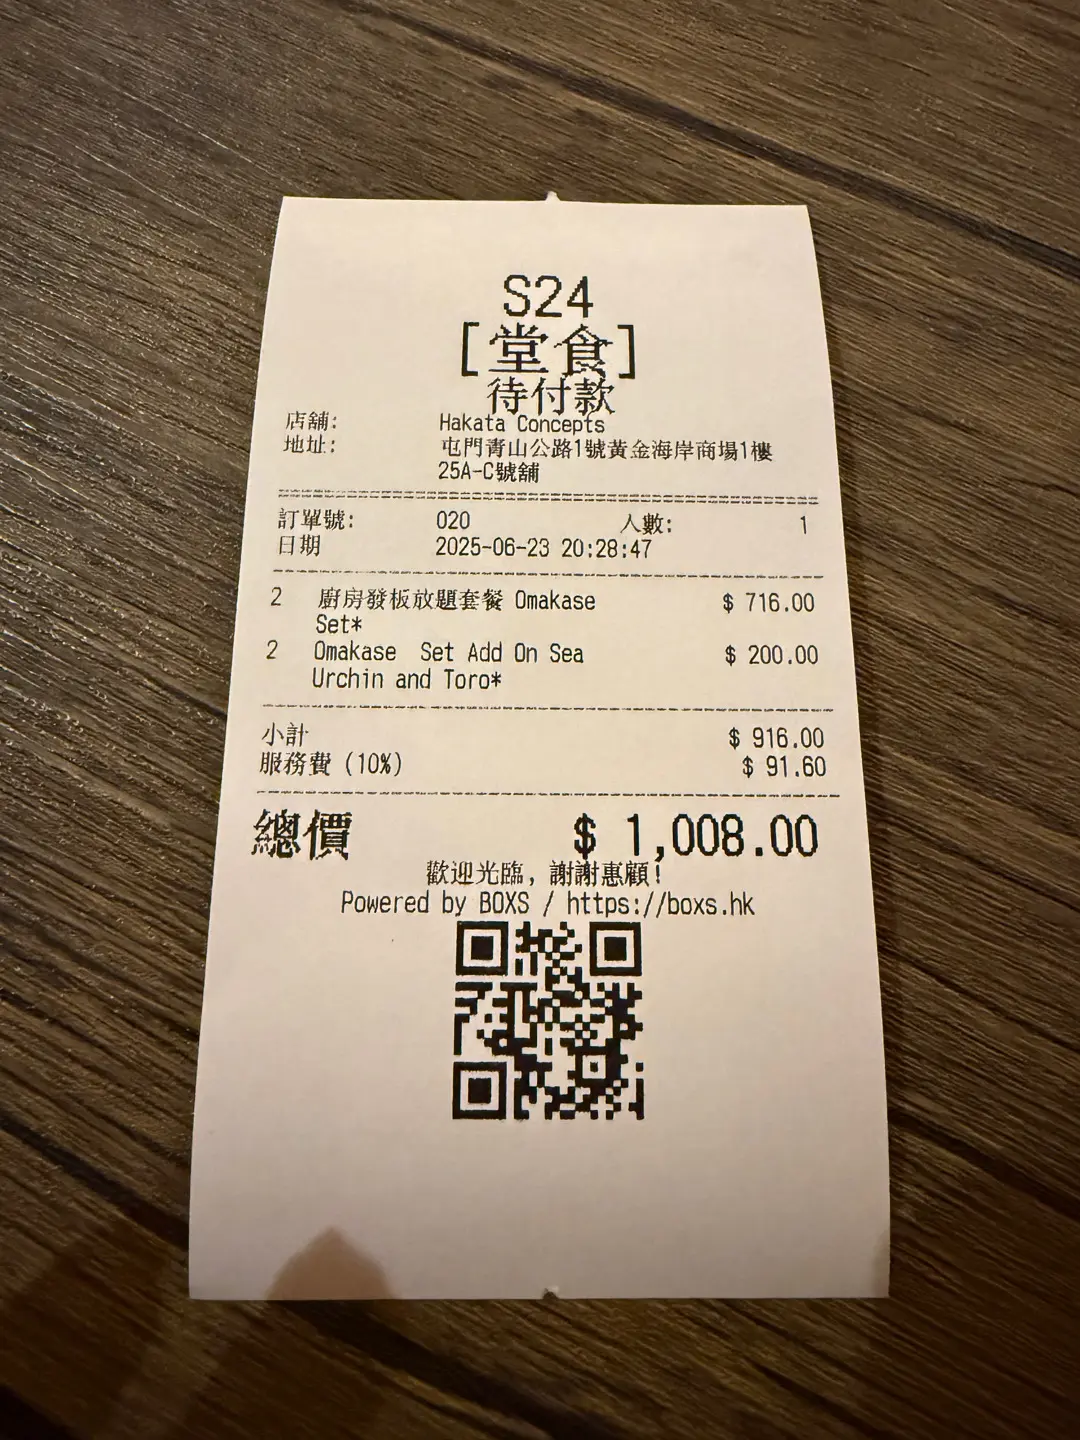 S24
[堂食]
待付款
店舖: Hakata Concepts
地址: 屯門青山公路1號黃金海岸商場1樓
25A-C號舖
訂單號: 020 人數: 1
日期 2025-06-23 20:28:47
2 廚房發板放題套餐 Omakase $ 716.00
Set*
2 Omakase Set Add On Sea $ 200.00
Urchin and Toro*
小計 $ 916.00
服務費 (10%) $ 91.60
總價 $ 1,008.00
歡迎光臨, 謝謝惠顧!
Powered by BOXS / https://boxs.hk